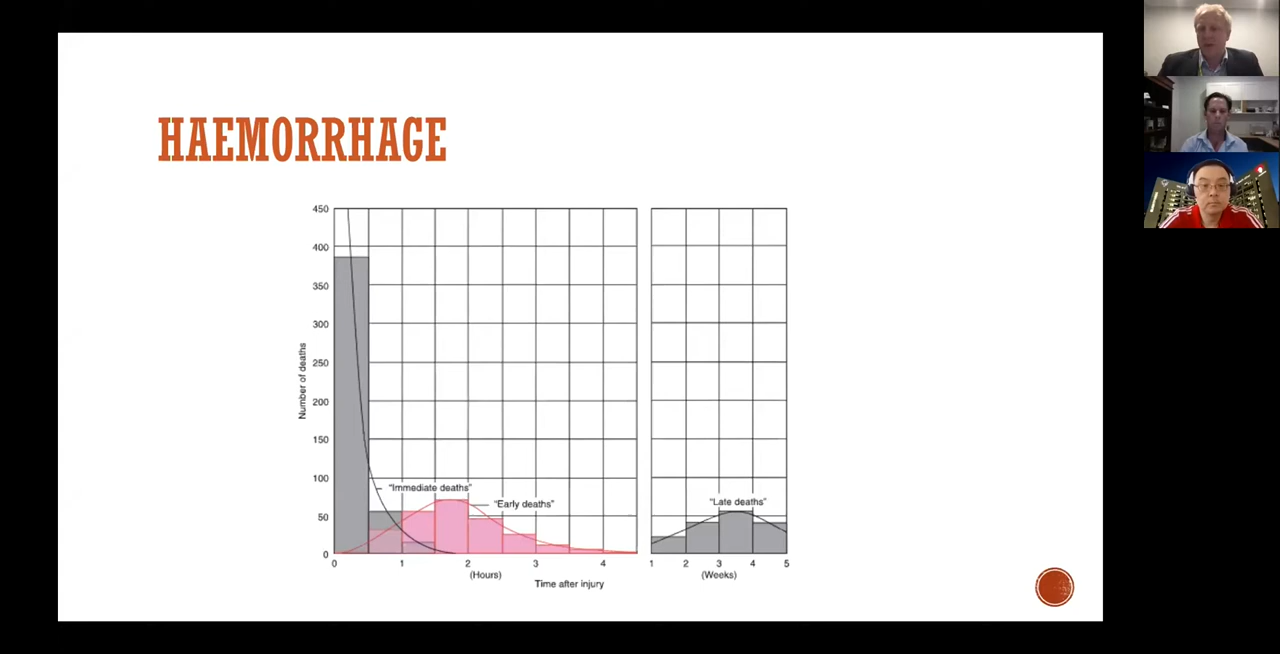 HAEMORRHAGE
450
400
350
300
250
200
150
100
50
0
Number of deaths
"Immediate deaths"
"Early deaths"
"Late deaths"
0 1 2 3 4
1 2 3 4 5
(Hours)
(Weeks)
Time after injury